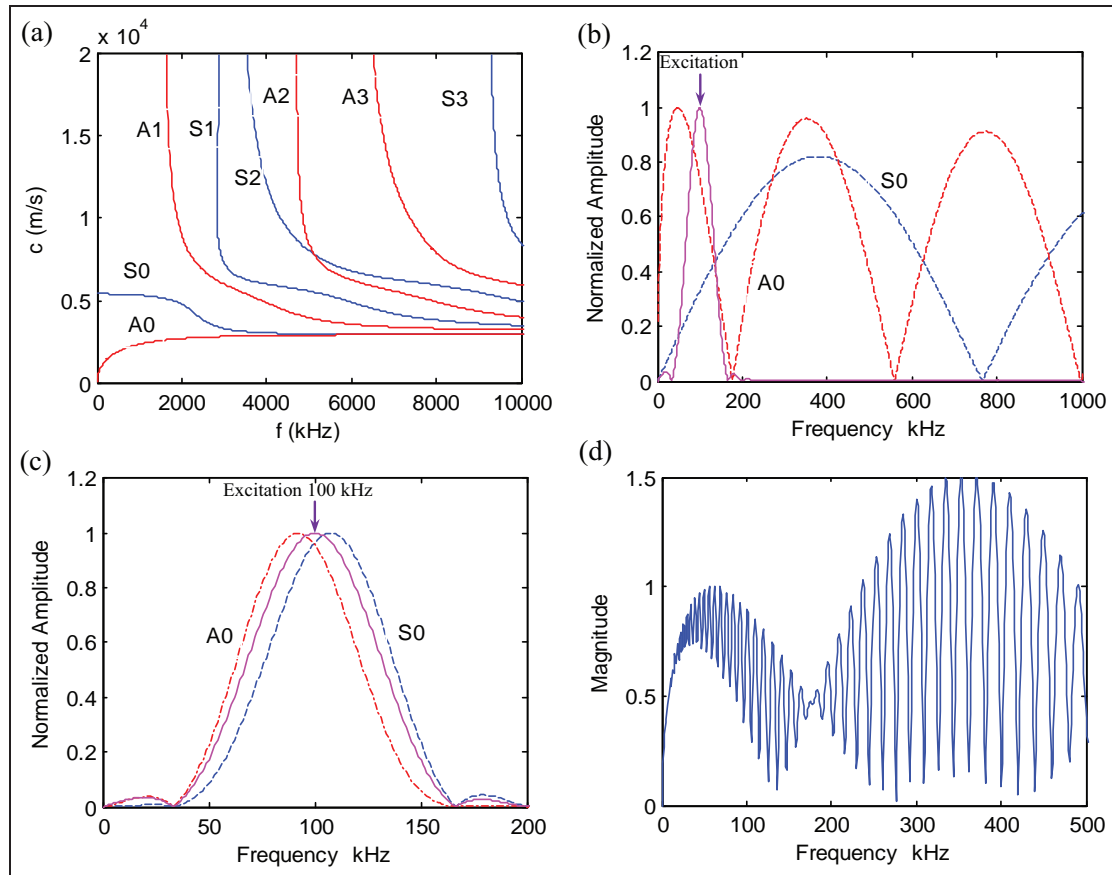 (a)
x 10^4
2
1.5
1
0.5
0
c (m/s)
A1
S1
A2
A3
S3
S2
S0
A0
0 2000 4000 6000 8000 10000
f (kHz)
(b)
1.2
1
0.8
0.6
0.4
0.2
0
Normalized Amplitude
Excitation
S0
A0
0 200 400 600 800 1000
Frequency kHz
(c)
1.2
1
0.8
0.6
0.4
0.2
0
Normalized Amplitude
Excitation 100 kHz
A0
S0
0 50 100 150 200
Frequency kHz
(d)
1.5
1
0.5
0
Magnitude
0 100 200 300 400 500
Frequency kHz